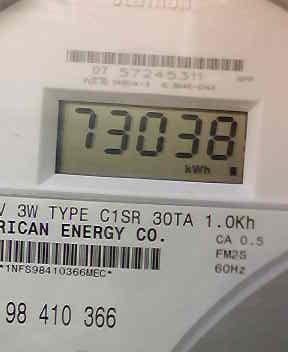 07 57245311
73038
kWh
V 3W TYPE C1SR 30TA 1.0Kh
RICAN ENERGY CO.
CA 0.5
FM2S
*1NFS98410366MEC*
60Hz
98 410 366